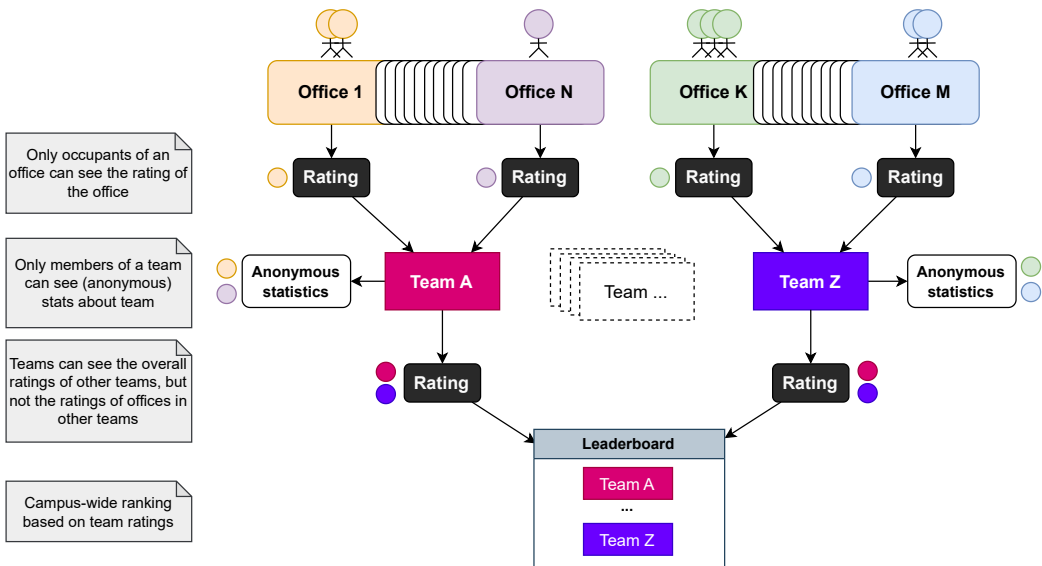 Office 1
Office N
Office K
Office M
Only occupants of an
office can see the rating of
the office
Rating
Rating
Rating
Rating
Only members of a team
can see (anonymous)
stats about team
Anonymous
statistics
Team A
Team ...
Team Z
Anonymous
statistics
Teams can see the overall
ratings of other teams, but
not the ratings of offices in
other teams
Rating
Rating
Leaderboard
Team A
...
Team Z
Campus-wide ranking
based on team ratings